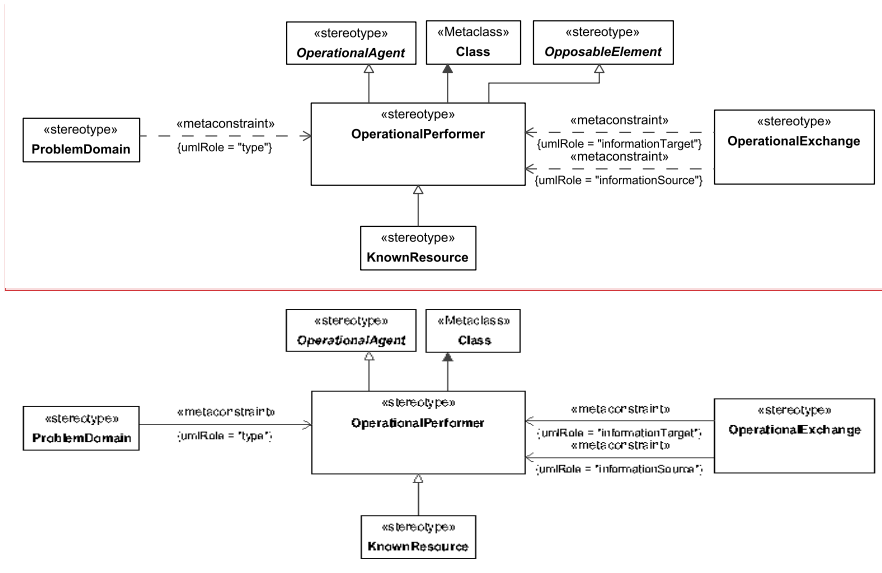 «stereotype»
OperationalAgent
«Metaclass»
Class
«stereotype»
OpposableElement
«stereotype»
ProblemDomain
«metaconstraint»
{umlRole = "type"}
«stereotype»
OperationalPerformer
«metaconstraint»
{umlRole = "informationTarget"}
«metaconstraint»
{umlRole = "informationSource"}
«stereotype»
OperationalExchange
«stereotype»
KnownResource
«stereotype»
OperationalAgent
«Metaclass»
Class
«stereotype»
ProblemDomain
«metaconstraint»
{umlRole = "type"}
«stereotype»
OperationalPerformer
«metaconstraint»
{umlRole = "informationTarget"}
«metaconstraint»
{umlRole = "informationSource"}
«stereotype»
OperationalExchange
«stereotype»
KnownResource